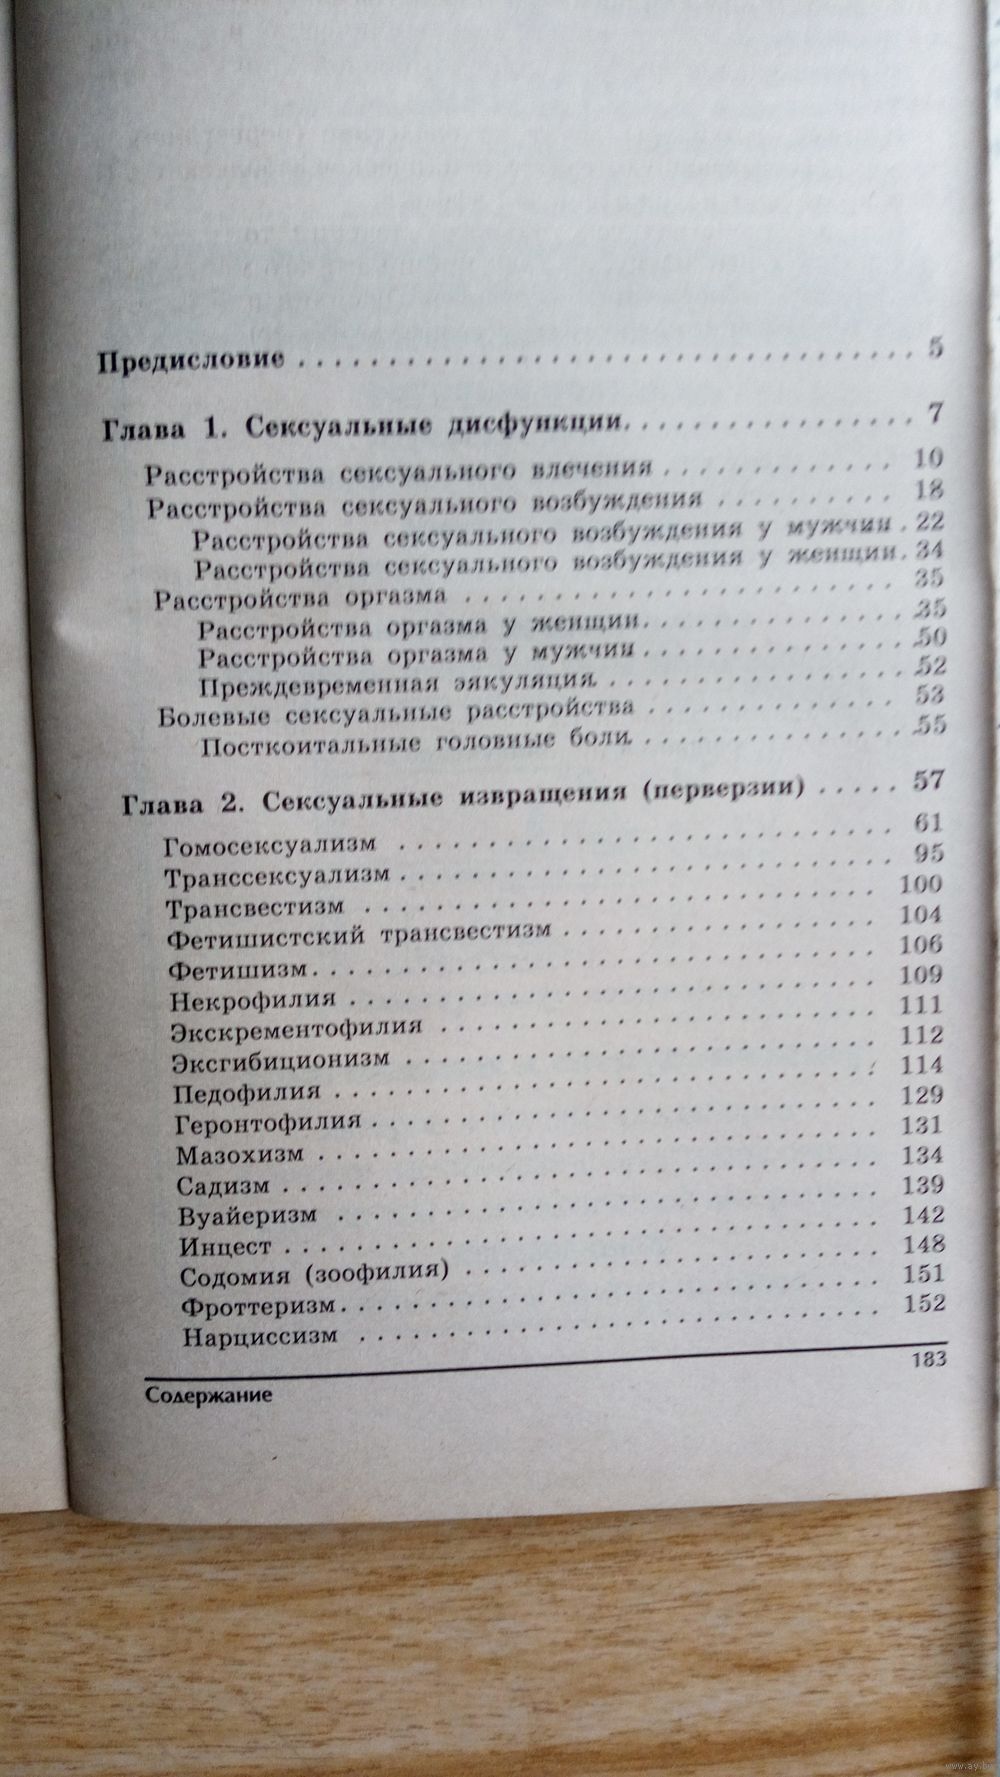 Предисловие . . . . . . . . . . . . . . . . . . . . . . . . . . . . . . . . . . . 5
Глава 1. Сексуальные дисфункции. . . . . . . . . . . . . . . . . 7
Расстройства сексуального влечения . . . . . . . . . . . . . 10
Расстройства сексуального возбуждения . . . . . . . . . . 18
Расстройства сексуального возбуждения у мужчин . 22
Расстройства сексуального возбуждения у женщин. 34
Расстройства оргазма . . . . . . . . . . . . . . . . . . . . . . . . 35
Расстройства оргазма у женщин. . . . . . . . . . . . . . . 35
Расстройства оргазма у мужчин . . . . . . . . . . . . . . . 50
Преждевременная эякуляция. . . . . . . . . . . . . . . . . . 52
Болевые сексуальные расстройства . . . . . . . . . . . . . . 53
Посткоитальные головные боли. . . . . . . . . . . . . . . . 55
Глава 2. Сексуальные извращения (перверзии) . . . . . 57
Гомосексуализм . . . . . . . . . . . . . . . . . . . . . . . . . . . . 61
Транссексуализм . . . . . . . . . . . . . . . . . . . . . . . . . . . . 95
Трансвестизм . . . . . . . . . . . . . . . . . . . . . . . . . . . . . 100
Фетишистский трансвестизм . . . . . . . . . . . . . . . . . . 104
Фетишизм. . . . . . . . . . . . . . . . . . . . . . . . . . . . . . . . 106
Некрофилия . . . . . . . . . . . . . . . . . . . . . . . . . . . . . . 109
Экскрементофилия . . . . . . . . . . . . . . . . . . . . . . . . . 111
Эксгибиционизм . . . . . . . . . . . . . . . . . . . . . . . . . . . 112
Педофилия . . . . . . . . . . . . . . . . . . . . . . . . . . . . . . . 114
Геронтофилия . . . . . . . . . . . . . . . . . . . . . . . . . . . . . 129
Мазохизм . . . . . . . . . . . . . . . . . . . . . . . . . . . . . . . . 131
Садизм . . . . . . . . . . . . . . . . . . . . . . . . . . . . . . . . . . 134
Вуайеризм . . . . . . . . . . . . . . . . . . . . . . . . . . . . . . . 139
Инцест . . . . . . . . . . . . . . . . . . . . . . . . . . . . . . . . . . 142
Содомия (зоофилия) . . . . . . . . . . . . . . . . . . . . . . . . 148
Фроттеризм. . . . . . . . . . . . . . . . . . . . . . . . . . . . . . . 151
Нарциссизм . . . . . . . . . . . . . . . . . . . . . . . . . . . . . . 152
Содержание 183